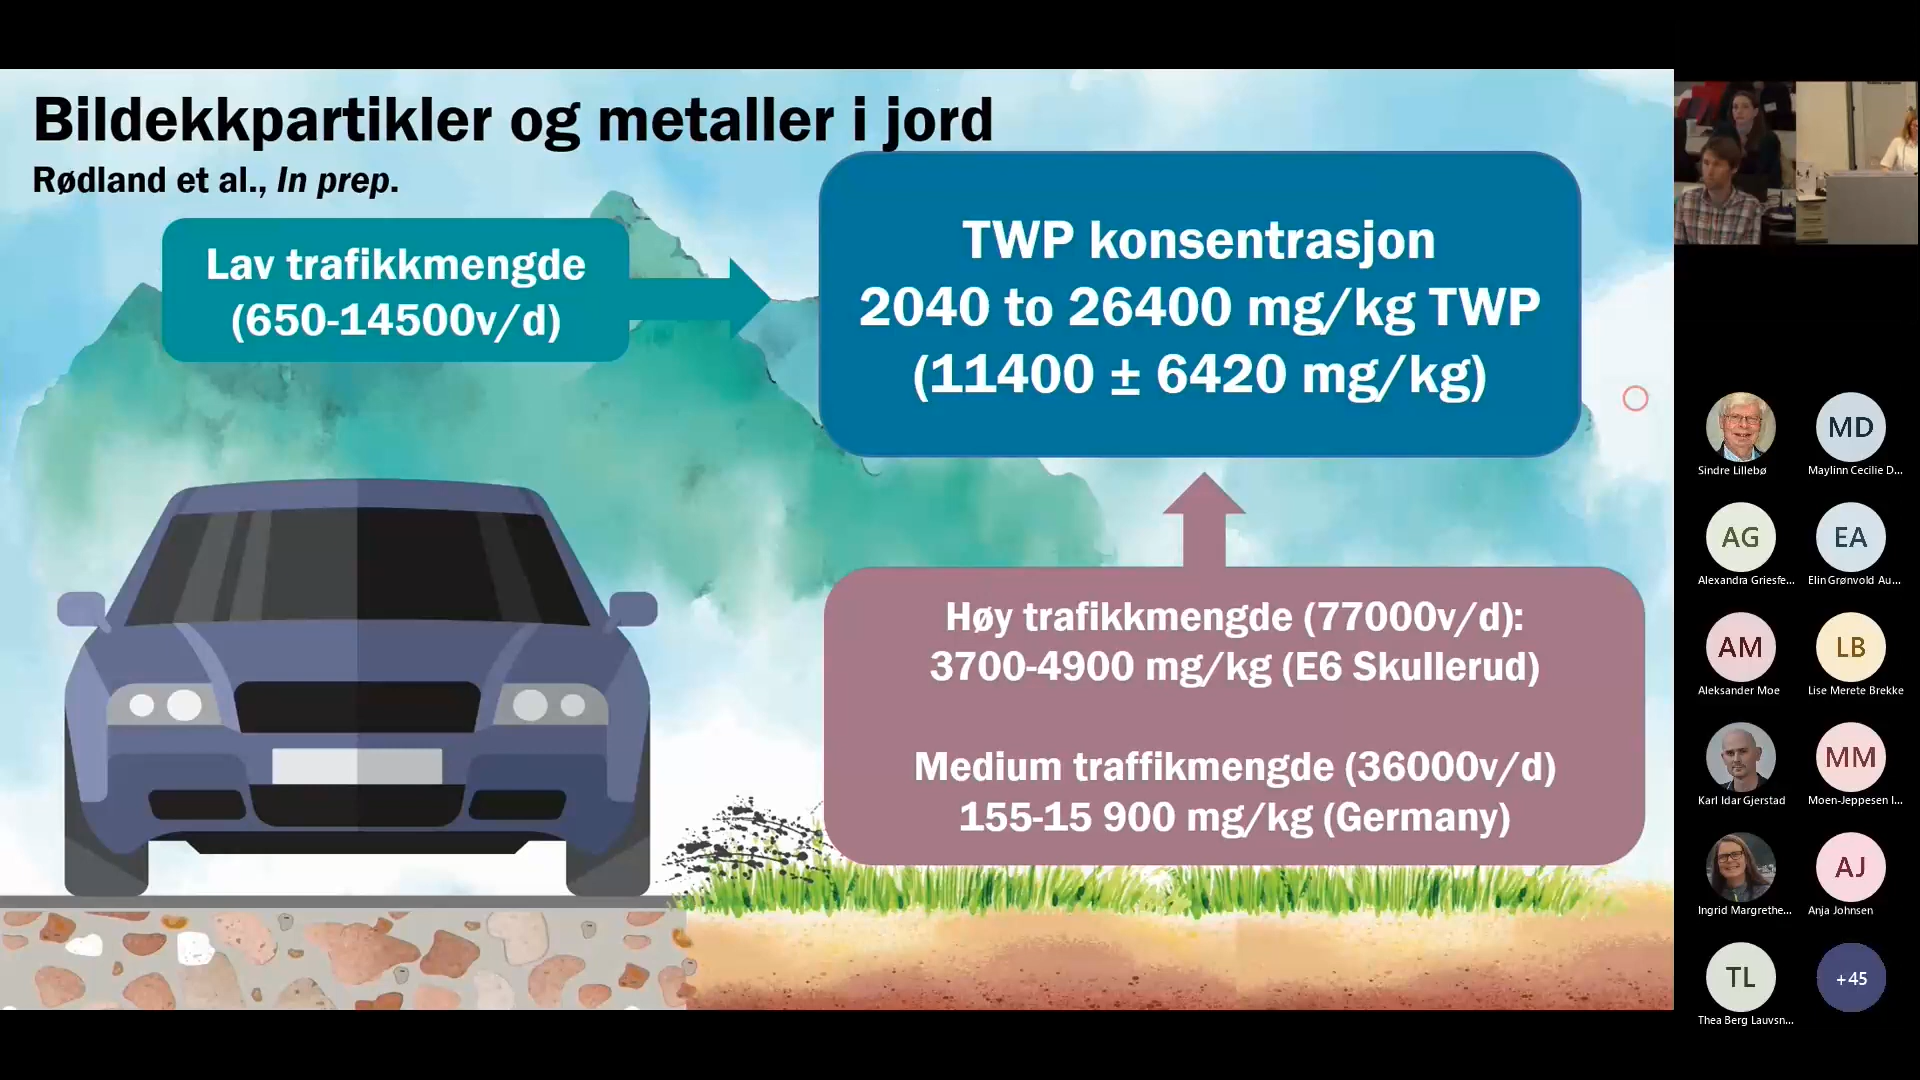 Bildekkpartikler og metaller i jord
Rødland et al., In prep.
Lav trafikkmengde
(650-14500v/d)
TWP konsentrasjon
2040 to 26400 mg/kg TWP
(11400 ± 6420 mg/kg)
Høy trafikkmengde (77000v/d):
3700-4900 mg/kg (E6 Skullerud)
Medium traffikmengde (36000v/d)
155-15 900 mg/kg (Germany)
Sindre Lillebø
MD
Maylinn Cecilie D...
AG
Alexandra Griesfe...
EA
Elin Grønvold Au...
AM
Aleksander Moe
LB
Lise Merete Brekke
Karl Idar Gjerstad
MM
Moen-Jeppesen I...
Ingrid Margrethe...
AJ
Anja Johnsen
TL
Thea Berg Lauvsn...
+45